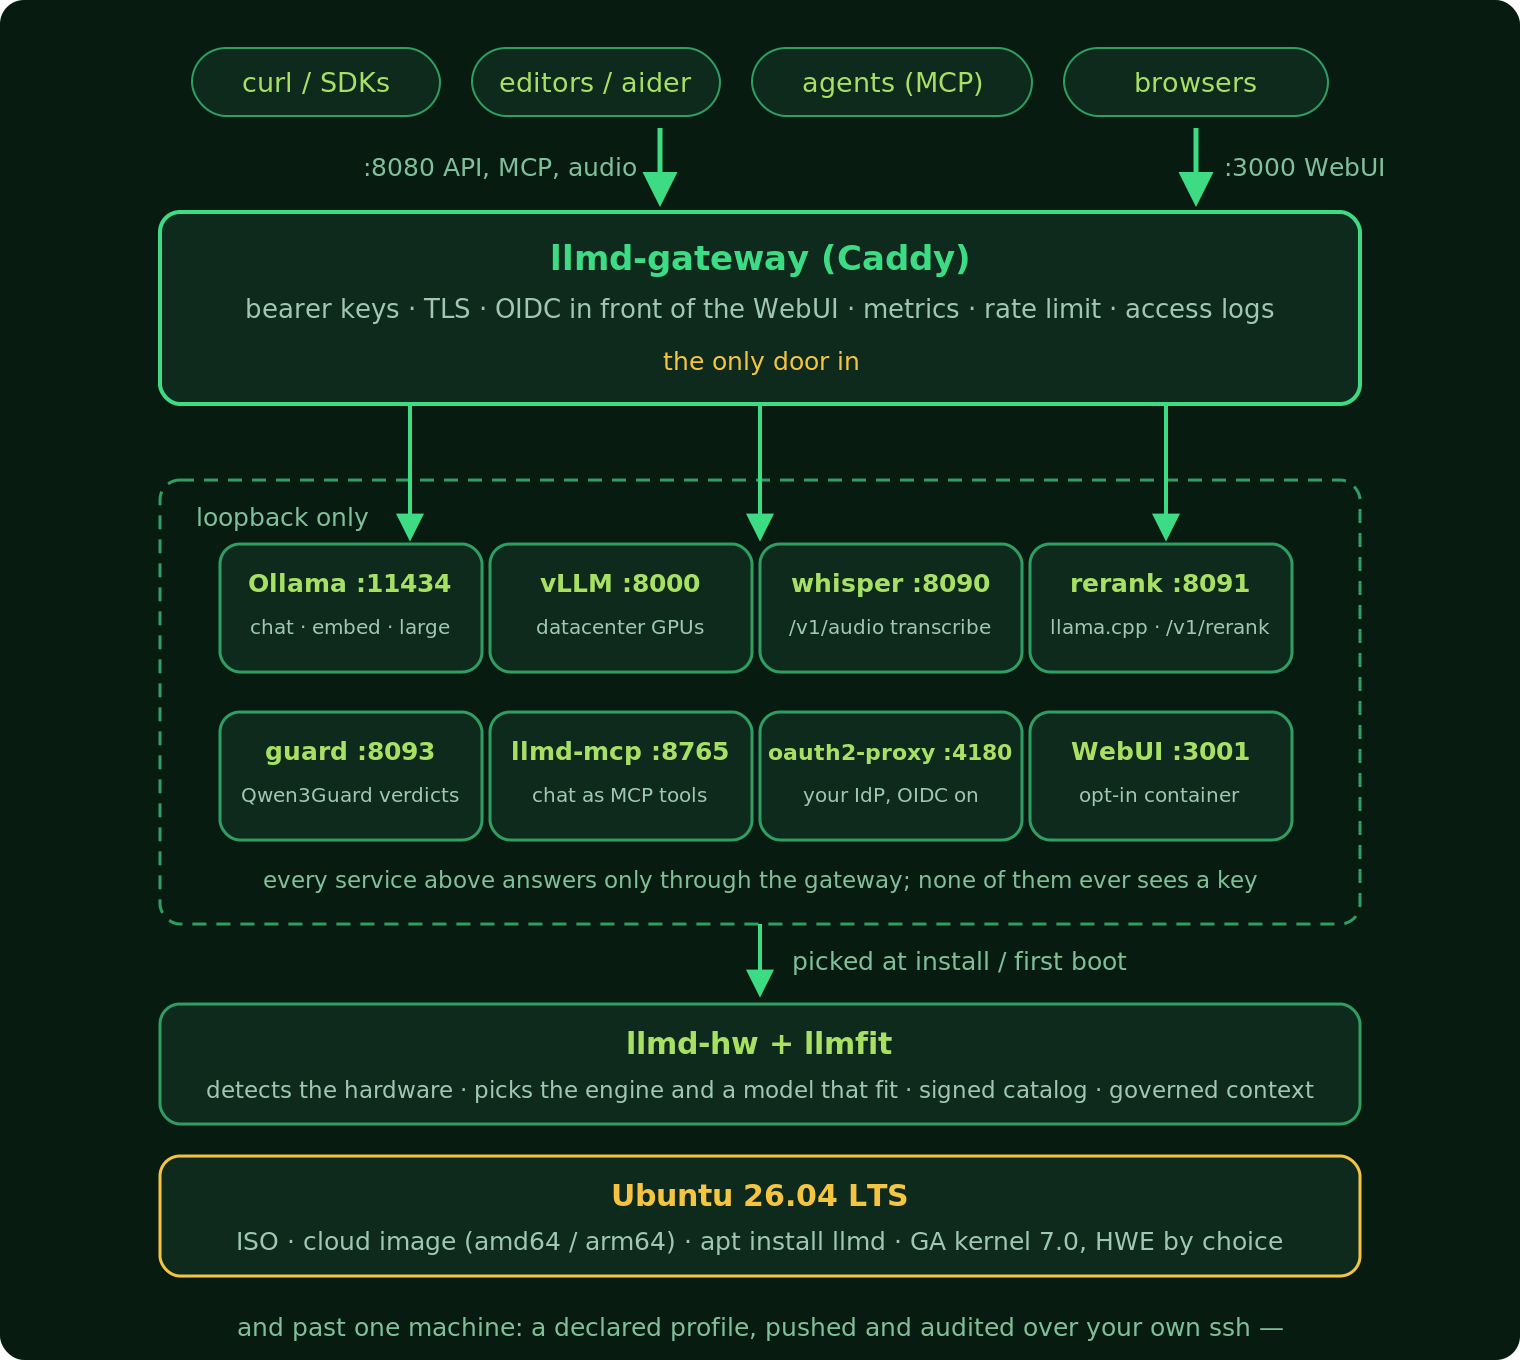 curl / SDKs
editors / aider
agents (MCP)
browsers
:8080 API, MCP, audio
:3000 WebUI
llmd-gateway (Caddy)
bearer keys · TLS · OIDC in front of the WebUI · metrics · rate limit · access logs
the only door in
loopback only
Ollama :11434
chat · embed · large
vLLM :8000
datacenter GPUs
whisper :8090
/v1/audio transcribe
rerank :8091
llama.cpp · /v1/rerank
guard :8093
Qwen3Guard verdicts
llmd-mcp :8765
chat as MCP tools
oauth2-proxy :4180
your IdP, OIDC on
WebUI :3001
opt-in container
every service above answers only through the gateway; none of them ever sees a key
picked at install / first boot
llmd-hw + llmfit
detects the hardware · picks the engine and a model that fit · signed catalog · governed context
Ubuntu 26.04 LTS
ISO · cloud image (amd64 / arm64) · apt install llmd · GA kernel 7.0, HWE by choice
and past one machine: a declared profile, pushed and audited over your own ssh —